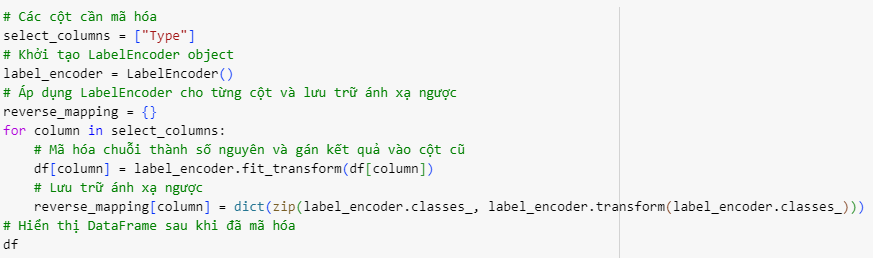 # Các cột cần mã hóa
select_columns = ["Type"]
# Khởi tạo LabelEncoder object
label_encoder = LabelEncoder()
# Áp dụng LabelEncoder cho từng cột và lưu trữ ánh xạ ngược
reverse_mapping = {}
for column in select_columns:
    # Mã hóa chuỗi thành số nguyên và gán kết quả vào cột cũ
    df[column] = label_encoder.fit_transform(df[column])
    # Lưu trữ ánh xạ ngược
    reverse_mapping[column] = dict(zip(label_encoder.classes_, label_encoder.transform(label_encoder.classes_)))
# Hiển thị DataFrame sau khi đã mã hóa
df